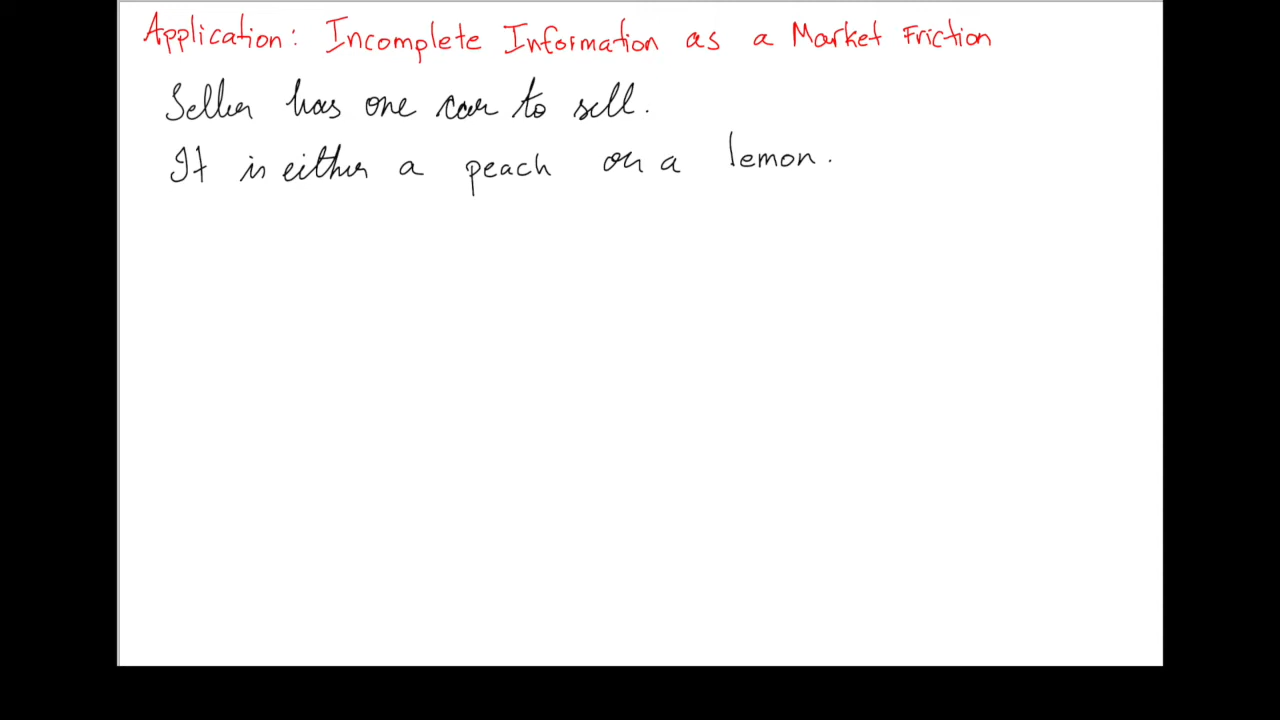 Application: Incomplete Information as a Market Friction
Seller has one car to sell.
It is either a peach or a lemon.